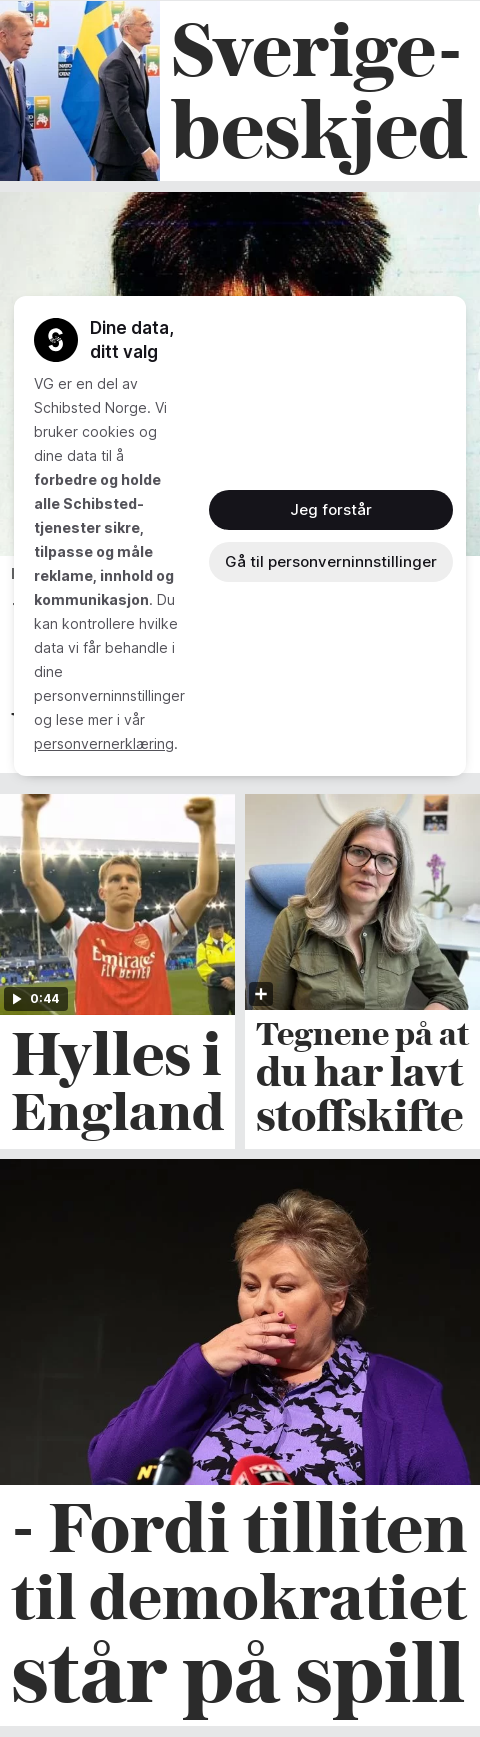 Sverige-
beskjed
Dine data,
ditt valg
VG er en del av
Schibsted Norge. Vi
bruker cookies og
dine data til å
forbedre og holde
alle Schibsted-
tjenester sikre,
tilpasse og måle
reklame, innhold og
kommunikasjon. Du
kan kontrollere hvilke
data vi får behandle i
dine
personverninnstillinger
og lese mer i vår
personvernerklæring.
Jeg forstår
Gå til personverninnstillinger
Emirates
FLY BETTER
0:44
Hylles i
England
Tegnene på at
du har lavt
stoffskifte
- Fordi tilliten
til demokratiet
står på spill